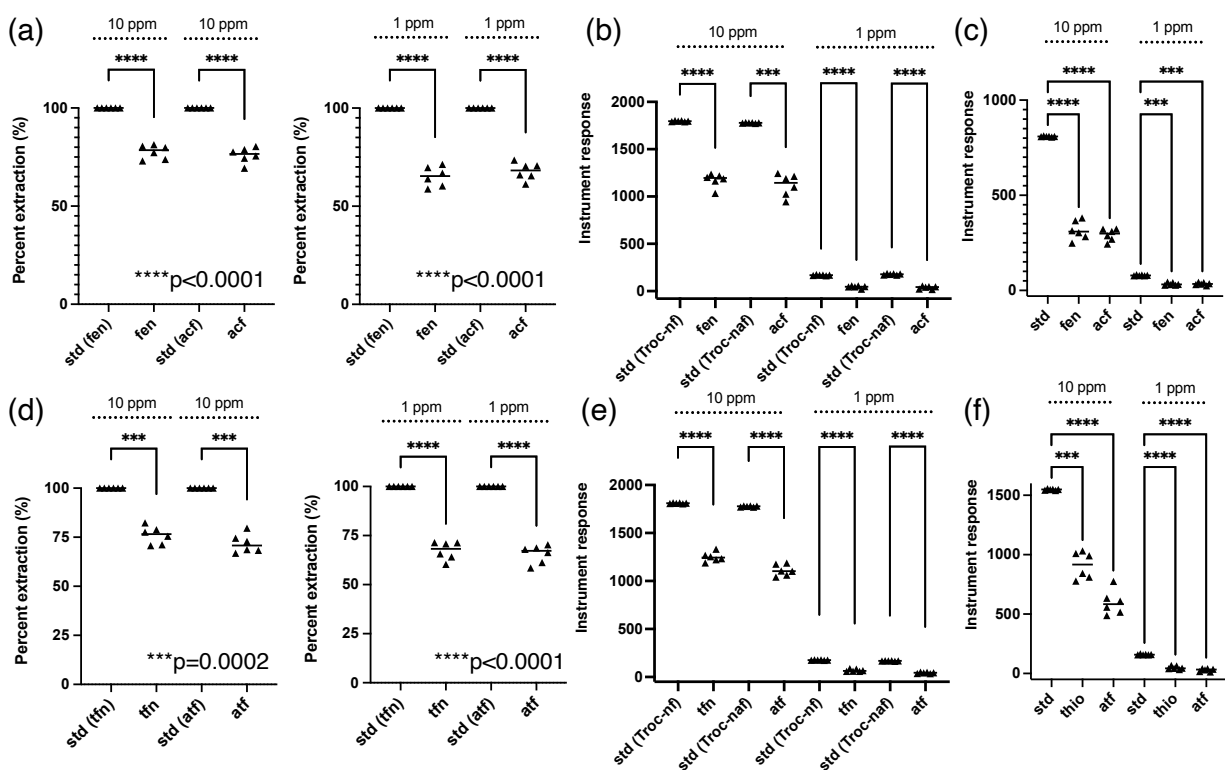 (a)
10 ppm 10 ppm
**** ****
Percent extraction (%)
100
50
0
****p<0.0001
std (fen) fen std (acf) acf
1 ppm 1 ppm
**** ****
Percent extraction (%)
100
50
0
****p<0.0001
std (fen) fen std (acf) acf
(b)
10 ppm 1 ppm
**** *** **** ****
Instrument response
2000
1500
1000
500
0
std (Troc-nf) fen std (Troc-naf) acf std (Troc-nf) fen std (Troc-naf) acf
(c)
10 ppm 1 ppm
**** ***
**** ***
Instrument response
1000
500
0
std fen acf std fen acf
(d)
10 ppm 10 ppm
*** ***
Percent extraction (%)
100
75
50
25
0
***p=0.0002
std (tfn) tfn std (atf) atf
1 ppm 1 ppm
**** ****
Percent extraction (%)
100
75
50
25
0
****p<0.0001
std (tfn) tfn std (atf) atf
(e)
10 ppm 1 ppm
**** **** **** ****
Instrument response
2000
1500
1000
500
0
std (Troc-nf) tfn std (Troc-naf) atf std (Troc-nf) tfn std (Troc-naf) atf
(f)
10 ppm 1 ppm
**** ****
*** ****
Instrument response
1500
1000
500
0
std thio atf std thio atf